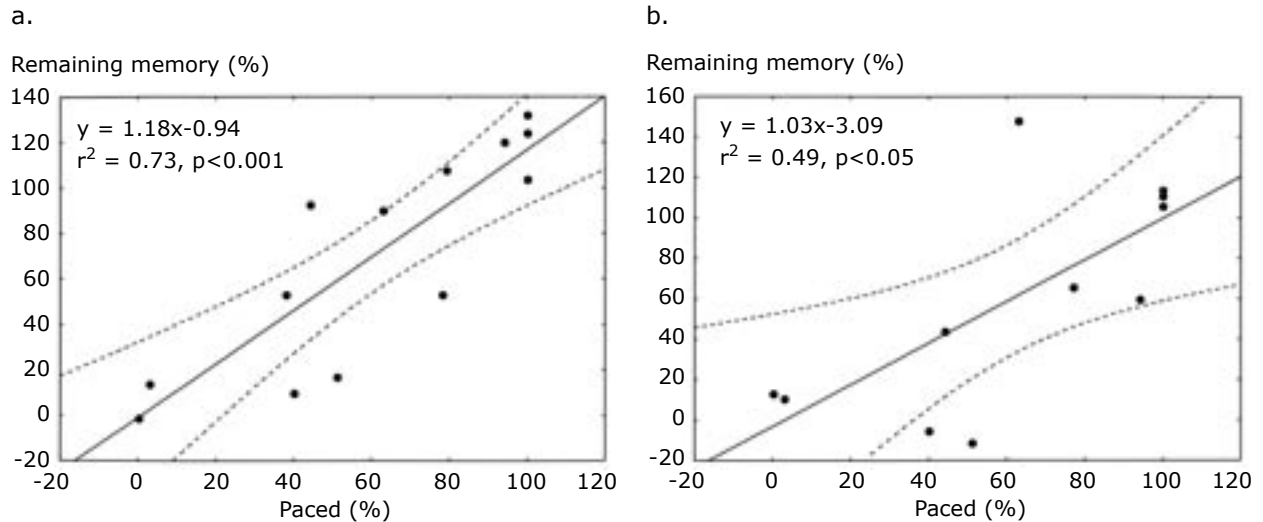 a.
Remaining memory (%)
140
120
100
80
60
40
20
0
-20
y = 1.18x-0.94
r² = 0.73, p<0.001
-20 0 20 40 60 80 100 120
Paced (%)
b.
Remaining memory (%)
160
140
120
100
80
60
40
20
0
-20
y = 1.03x-3.09
r² = 0.49, p<0.05
-20 0 20 40 60 80 100 120
Paced (%)